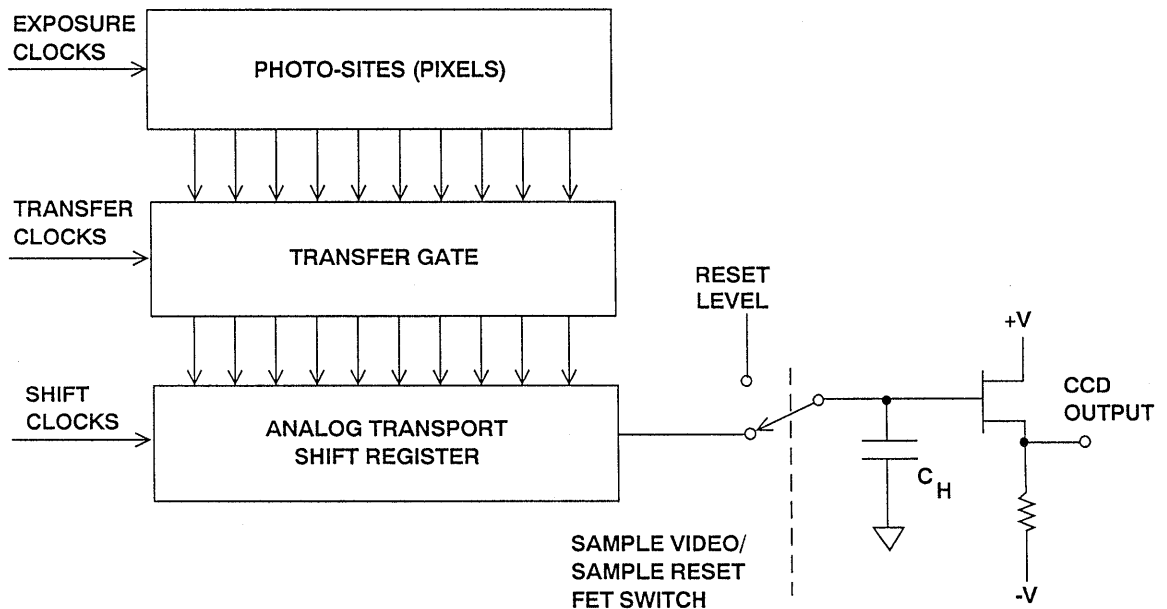 EXPOSURE
CLOCKS
PHOTO-SITES (PIXELS)
TRANSFER
CLOCKS
TRANSFER GATE
RESET
LEVEL
+V
SHIFT
CLOCKS
ANALOG TRANSPORT
SHIFT REGISTER
CCD
OUTPUT
C H
SAMPLE VIDEO/
SAMPLE RESET
FET SWITCH
-V